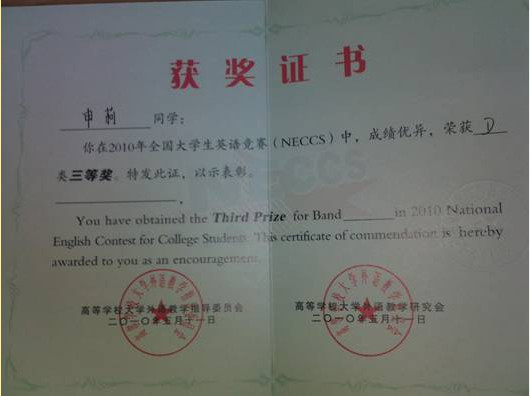 获奖证书
申莉 同学：
你在2010年全国大学生英语竞赛（NECCS）中，成绩优异，荣获 D
类三等奖。特发此证，以示表彰。
You have obtained the Third Prize for Band in 2010 National
English Contest for College Students. This certificate of commendation is hereby
awarded to you as an encouragement.
高等学校大学外语教学指导委员会
二〇一〇年五月十一日
高等学校大学外语教学研究会
二〇一〇年五月十一日